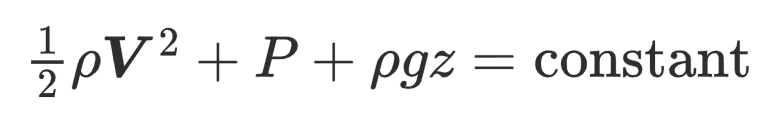 ½ρV² + P + ρgz = constant